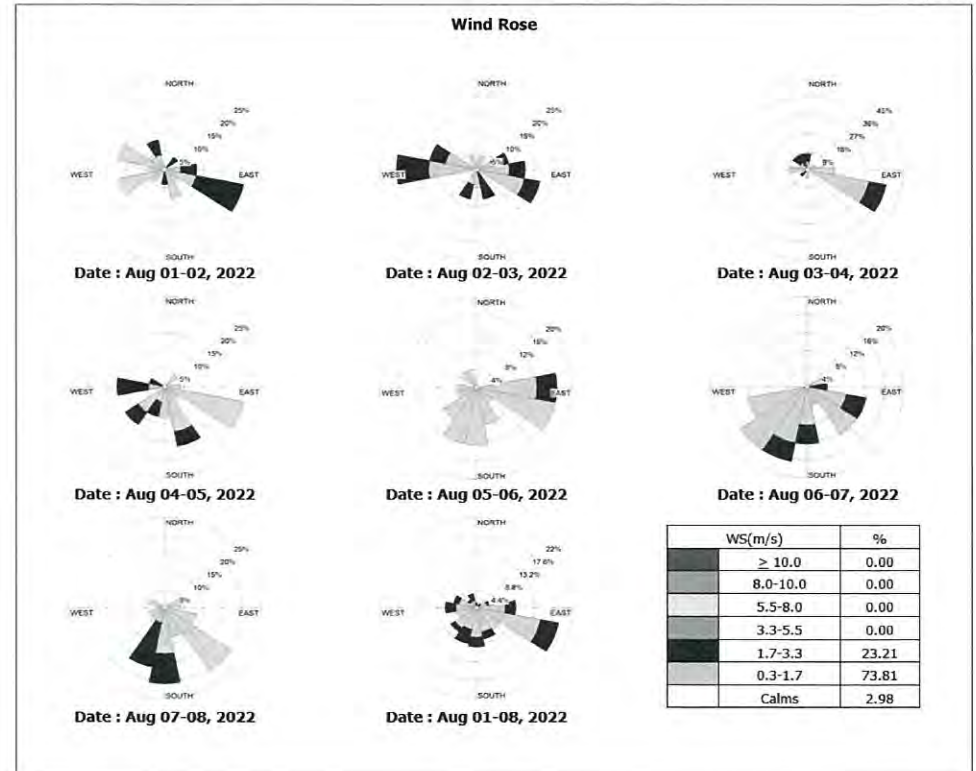 Wind Rose
NORTH
25%
20%
15%
10%
5%
WEST
EAST
SOUTH
Date : Aug 01-02, 2022
NORTH
25%
20%
15%
10%
5%
WEST
EAST
SOUTH
Date : Aug 02-03, 2022
NORTH
45%
36%
27%
18%
9%
WEST
EAST
SOUTH
Date : Aug 03-04, 2022
NORTH
25%
20%
15%
10%
5%
WEST
EAST
SOUTH
Date : Aug 04-05, 2022
NORTH
20%
16%
12%
8%
4%
WEST
EAST
SOUTH
Date : Aug 05-06, 2022
NORTH
20%
16%
12%
8%
4%
WEST
EAST
SOUTH
Date : Aug 06-07, 2022
NORTH
25%
20%
15%
10%
5%
WEST
EAST
SOUTH
Date : Aug 07-08, 2022
NORTH
22%
17.6%
13.2%
8.8%
4.4%
WEST
EAST
SOUTH
Date : Aug 01-08, 2022
WS(m/s) %
≥ 10.0 0.00
8.0-10.0 0.00
5.5-8.0 0.00
3.3-5.5 0.00
1.7-3.3 23.21
0.3-1.7 73.81
Calms 2.98